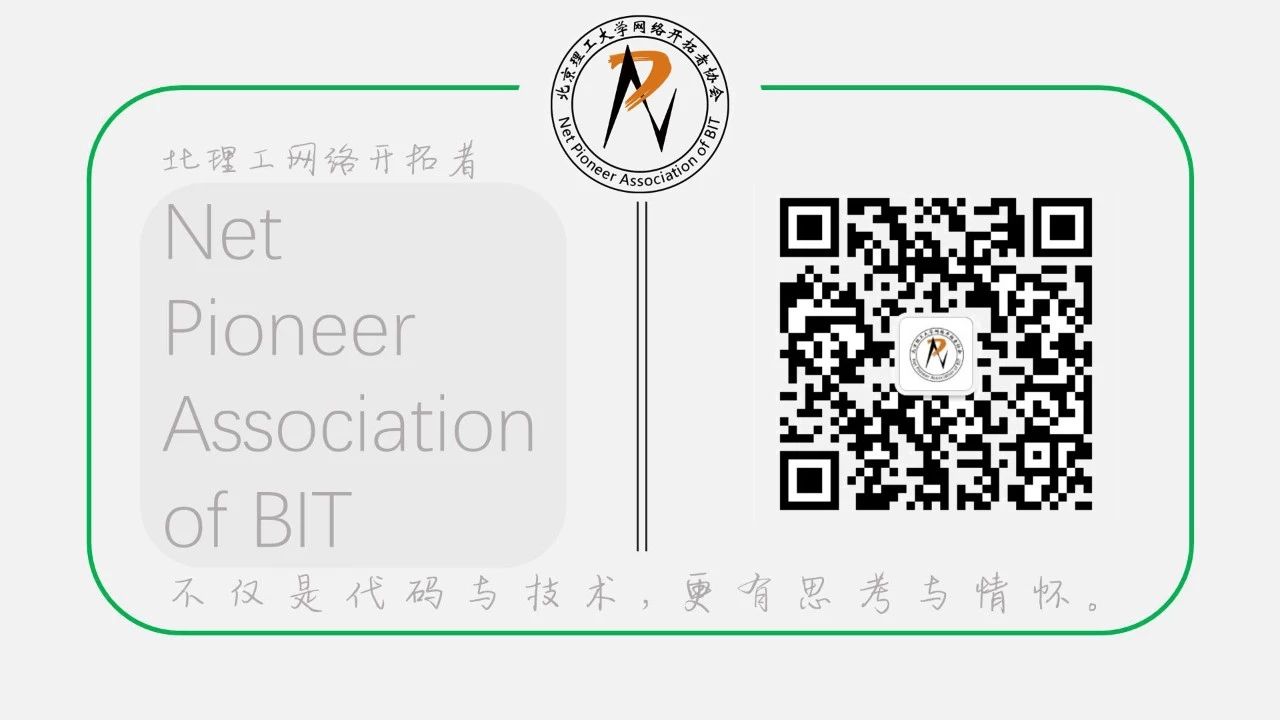 北京理工大学网络开拓者协会
Net Pioneer Association of BIT
北理工网络开拓者
Net
Pioneer
Association
of BIT
不仅是代码与技术，更有思考与情怀。